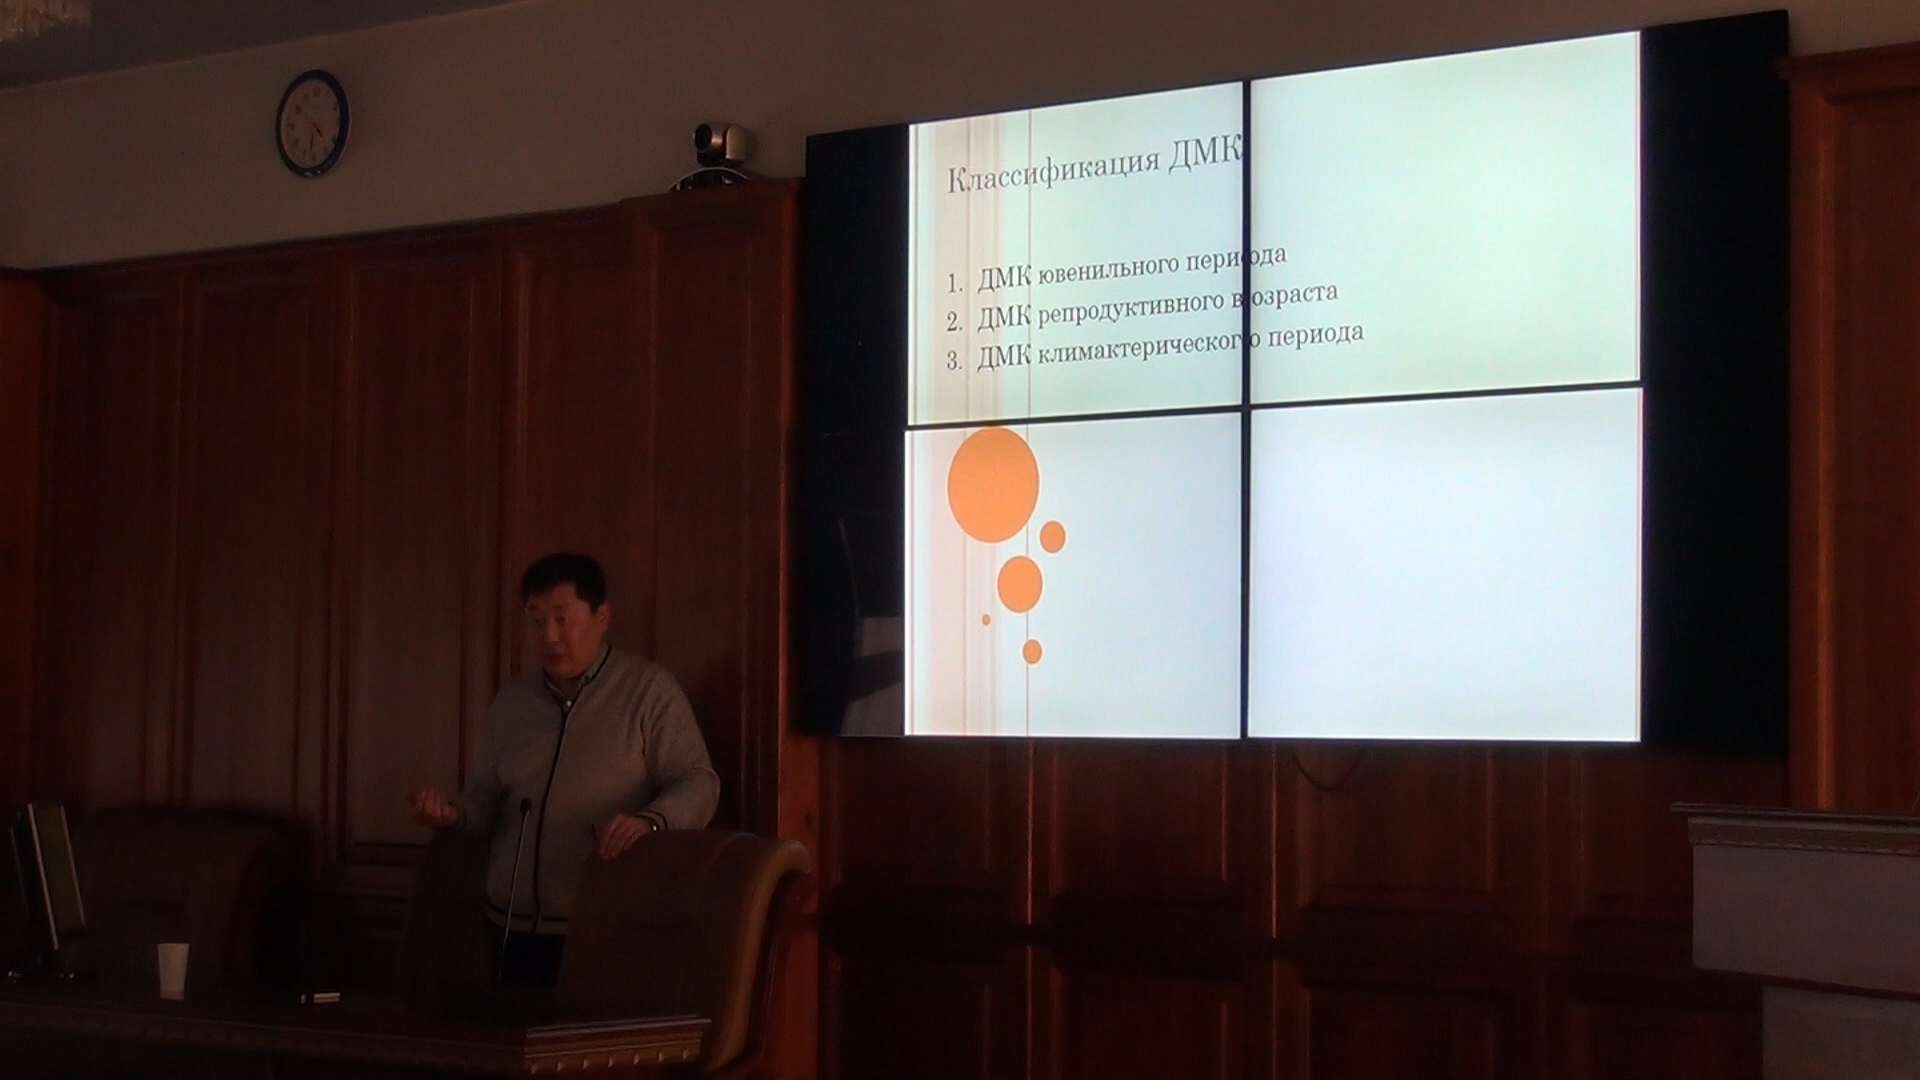 Классификация ДМК
1. ДМК ювенильного периода
2. ДМК репродуктивного возраста
3. ДМК климактерического периода